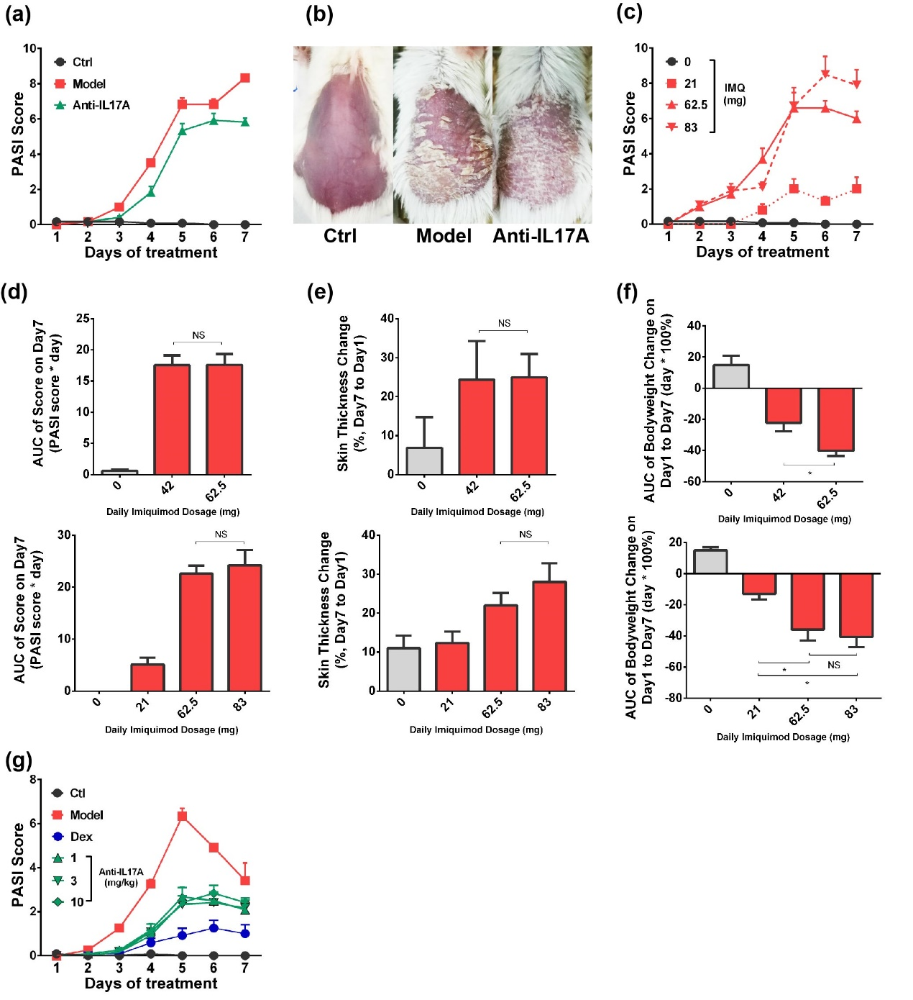 (a)
10
8
6
4
2
0
PASI Score
Ctrl
Model
Anti-IL17A
1 2 3 4 5 6 7
Days of treatment
(b)
Ctrl Model Anti-IL17A
(c)
10
8
6
4
2
0
PASI Score
0
21
62.5
83
IMQ
(mg)
1 2 3 4 5 6 7
Days of treatment
(d)
AUC of Score on Day7
(PASI score * day)
25
20
15
10
5
0
NS
0 42 62.5
Daily Imiquimod Dosage (mg)
AUC of Score on Day7
(PASI score * day)
30
20
10
0
NS
0 21 62.5 83
Daily Imiquimod Dosage (mg)
(e)
Skin Thickness Change
(%, Day7 to Day1)
40
30
20
10
0
NS
0 42 62.5
Daily Imiquimod Dosage (mg)
Skin Thickness Change
(%, Day7 to Day1)
40
30
20
10
0
NS
0 21 62.5 83
Daily Imiquimod Dosage (mg)
(f)
AUC of Bodyweight Change on
Day1 to Day7 (day * 100%)
40
20
0
-20
-40
-60
*
0 42 62.5
Daily Imiquimod Dosage (mg)
AUC of Bodyweight Change on
Day1 to Day7 (day * 100%)
20
0
-20
-40
-60
-80
* NS
*
0 21 62.5 83
Daily Imiquimod Dosage (mg)
(g)
8
6
4
2
0
PASI Score
Ctl
Model
Dex
1
3
10
Anti-IL17A
(mg/kg)
1 2 3 4 5 6 7
Days of treatment